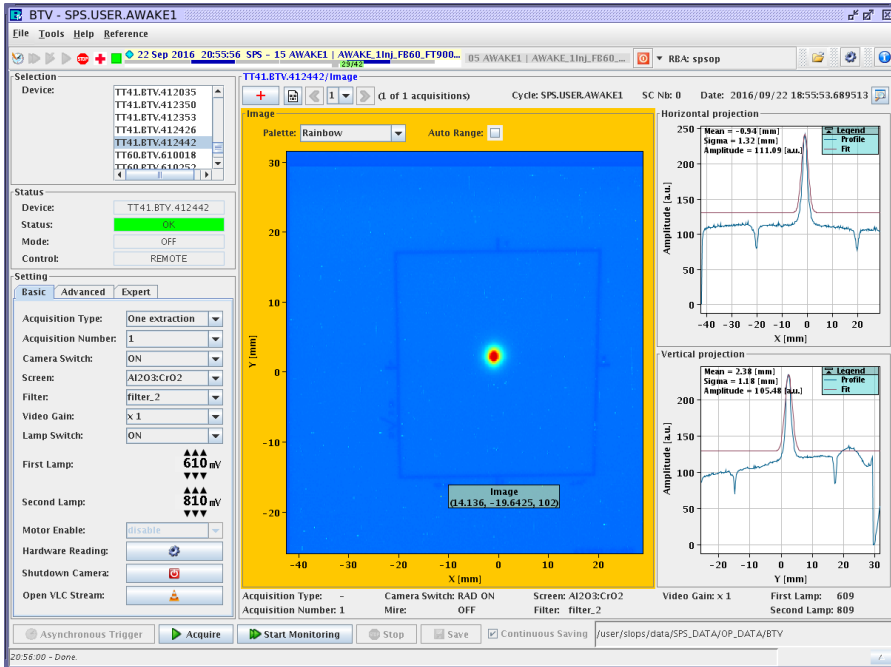 BTV - SPS.USER.AWAKE1
File Tools Help Reference
22 Sep 2016 20:55:56 SPS - 15 AWAKE1 | AWAKE_1Inj_FB60_FT900... 05 AWAKE1 | AWAKE_1Inj_FB60_... RBA: spsop
29/42
Selection
Device:
TT41.BTV.412035
TT41.BTV.412350
TT41.BTV.412353
TT41.BTV.412426
TT41.BTV.412442
TT60.BTV.610018
TT60.BTV.610252
Status
Device: TT41.BTV.412442
Status: OK
Mode: OFF
Control: REMOTE
Setting
Basic Advanced Expert
Acquisition Type: One extraction
Acquisition Number: 1
Camera Switch: ON
Screen: Al2O3:CrO2
Filter: filter_2
Video Gain: x 1
Lamp Switch: ON
First Lamp: 610 mV
Second Lamp: 810 mV
Motor Enable: disable
Hardware Reading:
Shutdown Camera:
Open VLC Stream:
TT41.BTV.412442/Image
1 (1 of 1 acquisitions) Cycle: SPS.USER.AWAKE1 SC Nb: 0 Date: 2016/09/22 18:55:53.689513
Image
Palette: Rainbow Auto Range:
30
20
10
0
-10
-20
Y [mm]
Image
(14.136, -19.6425, 102)
-40 -30 -20 -10 0 10 20
X [mm]
Horizontal projection
Mean = -0.94 [mm]
Sigma = 1.32 [mm]
Amplitude = 111.09 [a.u.]
Legend
Profile
Fit
250
200
150
100
50
0
Amplitude [a.u.]
-40 -30 -20 -10 0 10 20
X [mm]
Vertical projection
Mean = 2.38 [mm]
Sigma = 1.18 [mm]
Amplitude = 105.48 [a.u.]
Legend
Profile
Fit
200
150
100
50
0
Amplitude [a.u.]
-20 -10 0 10 20 30
Y [mm]
Acquisition Type: - Camera Switch: RAD ON Screen: Al2O3:CrO2 Video Gain: x 1 First Lamp: 609
Acquisition Number: 1 Mire: OFF Filter: filter_2 Second Lamp: 809
Asynchronous Trigger Acquire Start Monitoring Stop Save Continuous Saving /user/slops/data/SPS_DATA/OP_DATA/BTV
20:56:00 - Done.